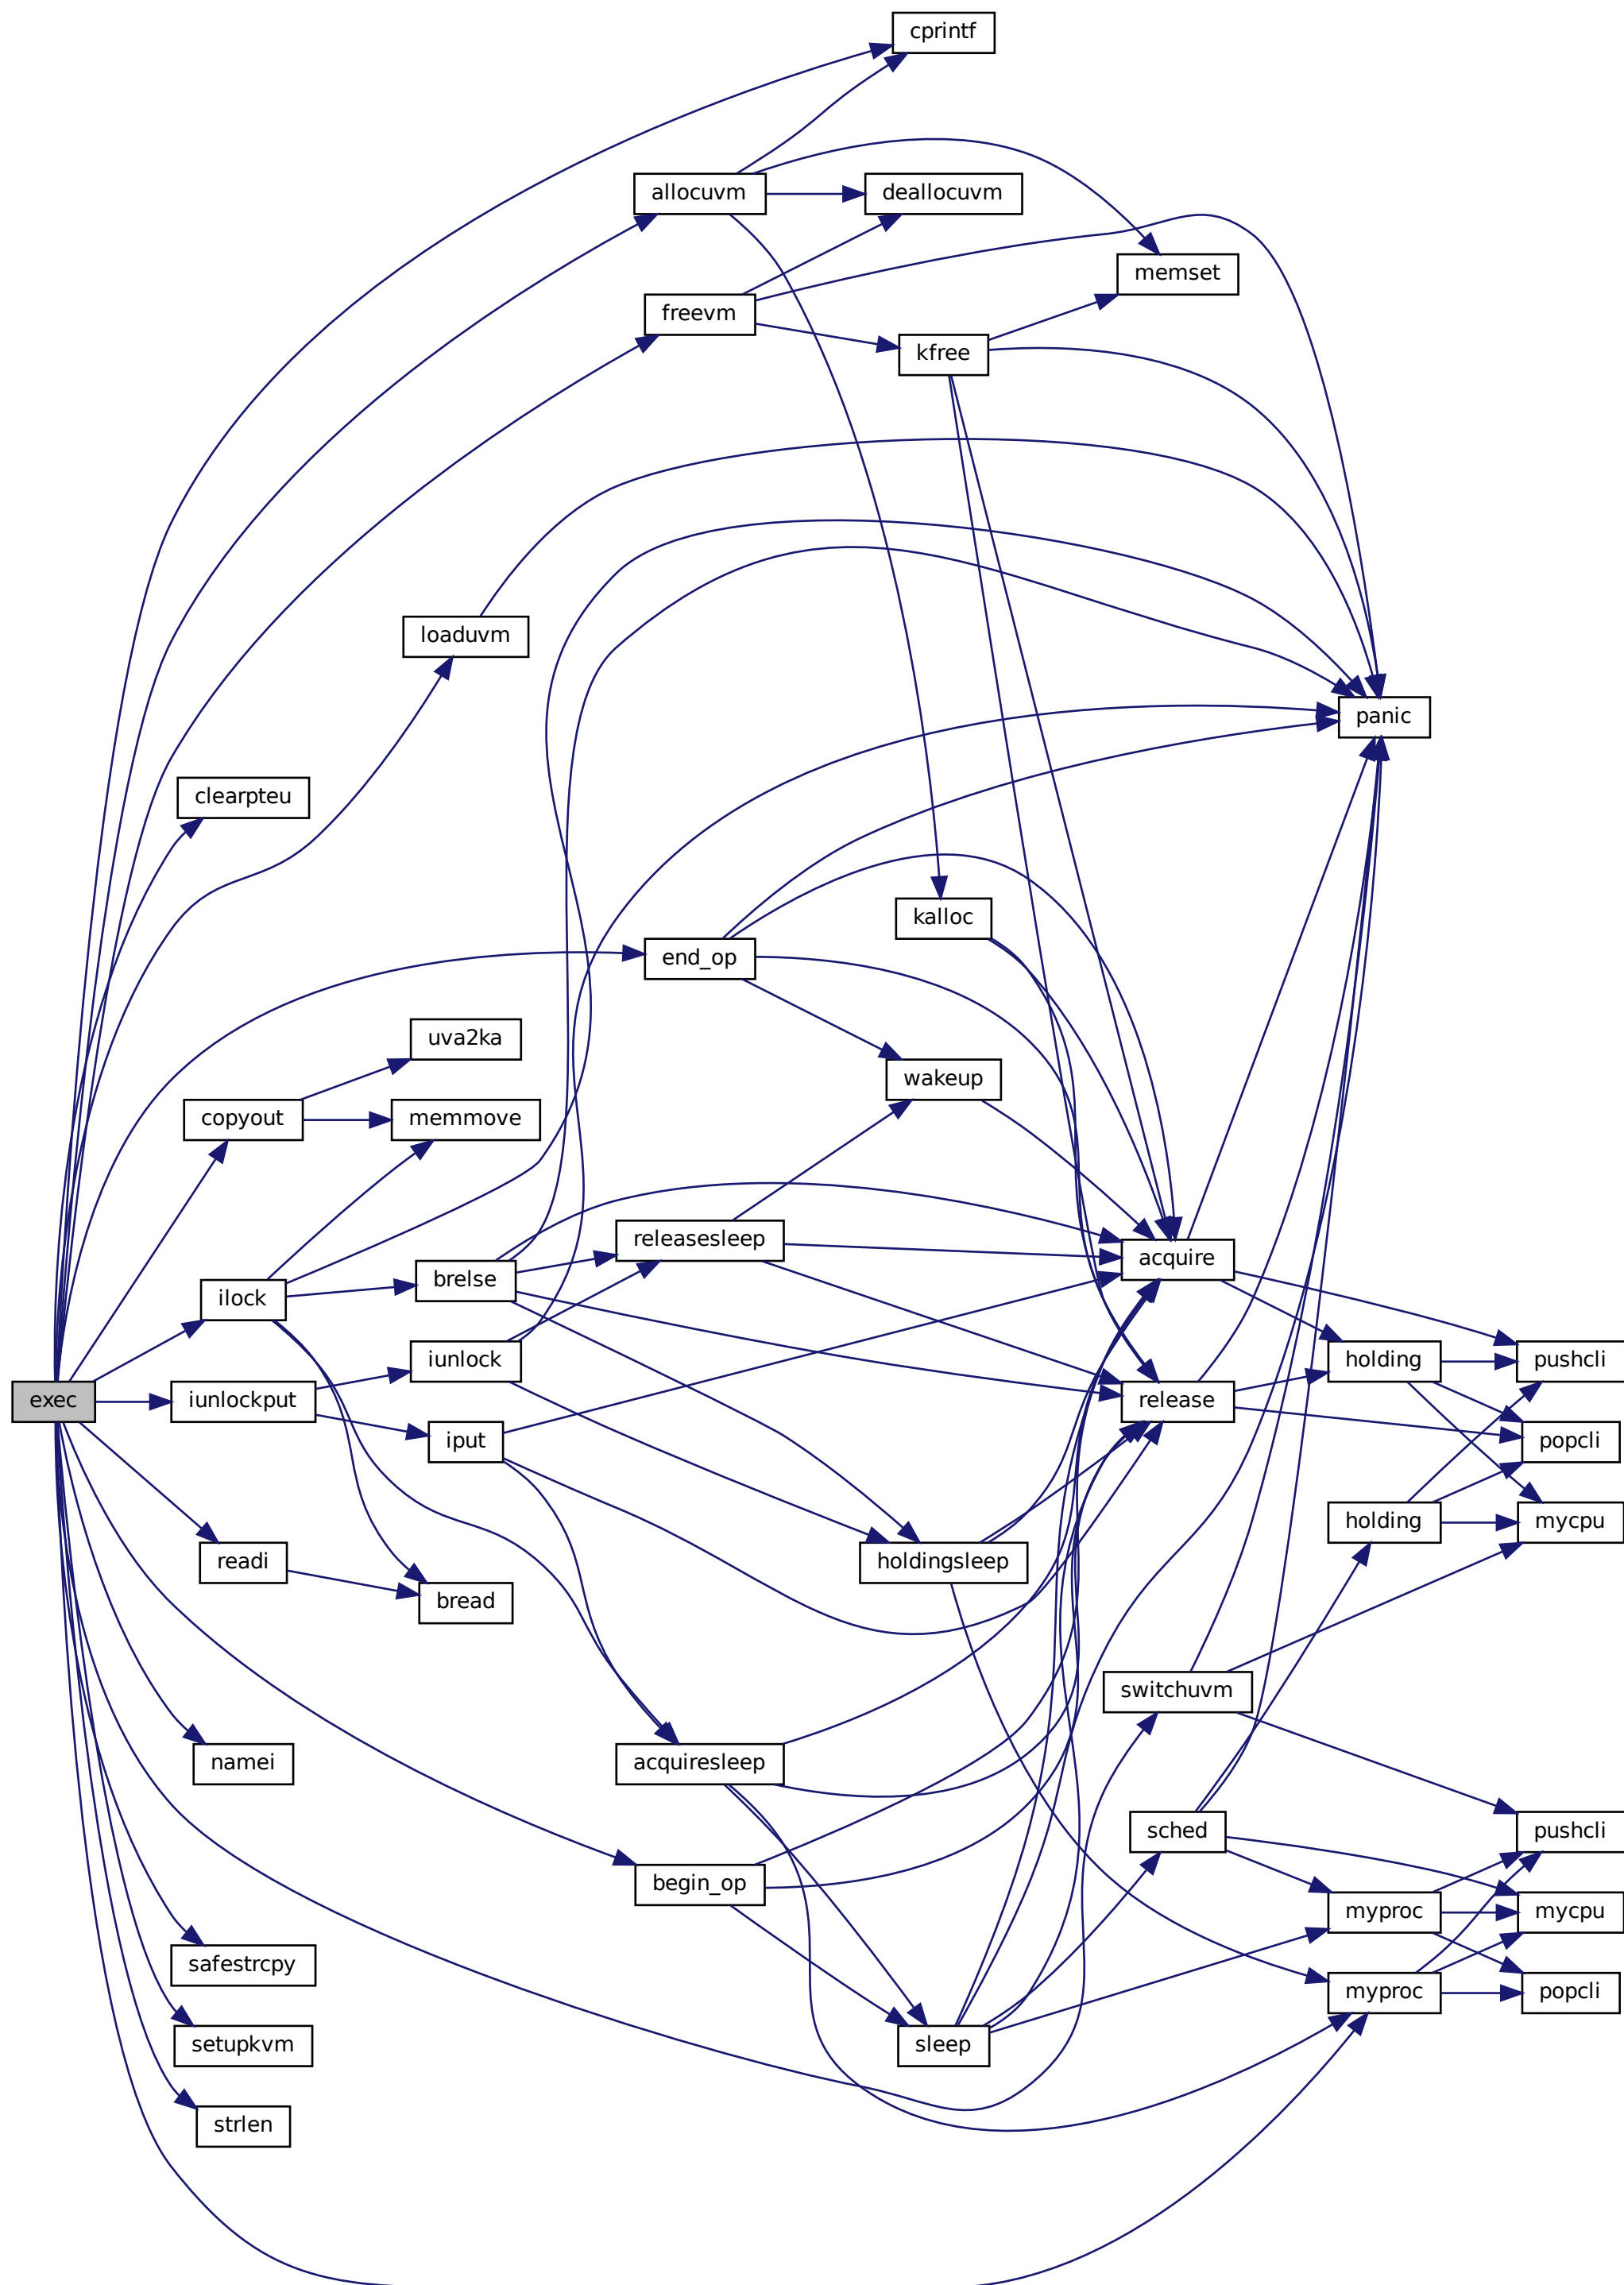 cprintf
allocuvm
deallocuvm
memset
freevm
kfree
loaduvm
panic
clearpteu
kalloc
end_op
uva2ka
wakeup
copyout
memmove
releasesleep
acquire
brelse
ilock
iunlock
holding
pushcli
exec
iunlockput
release
iput
popcli
holding
mycpu
readi
holdingsleep
bread
switchuvm
namei
acquiresleep
sched
pushcli
begin_op
myproc
mycpu
safestrcpy
myproc
popcli
setupkvm
sleep
strlen